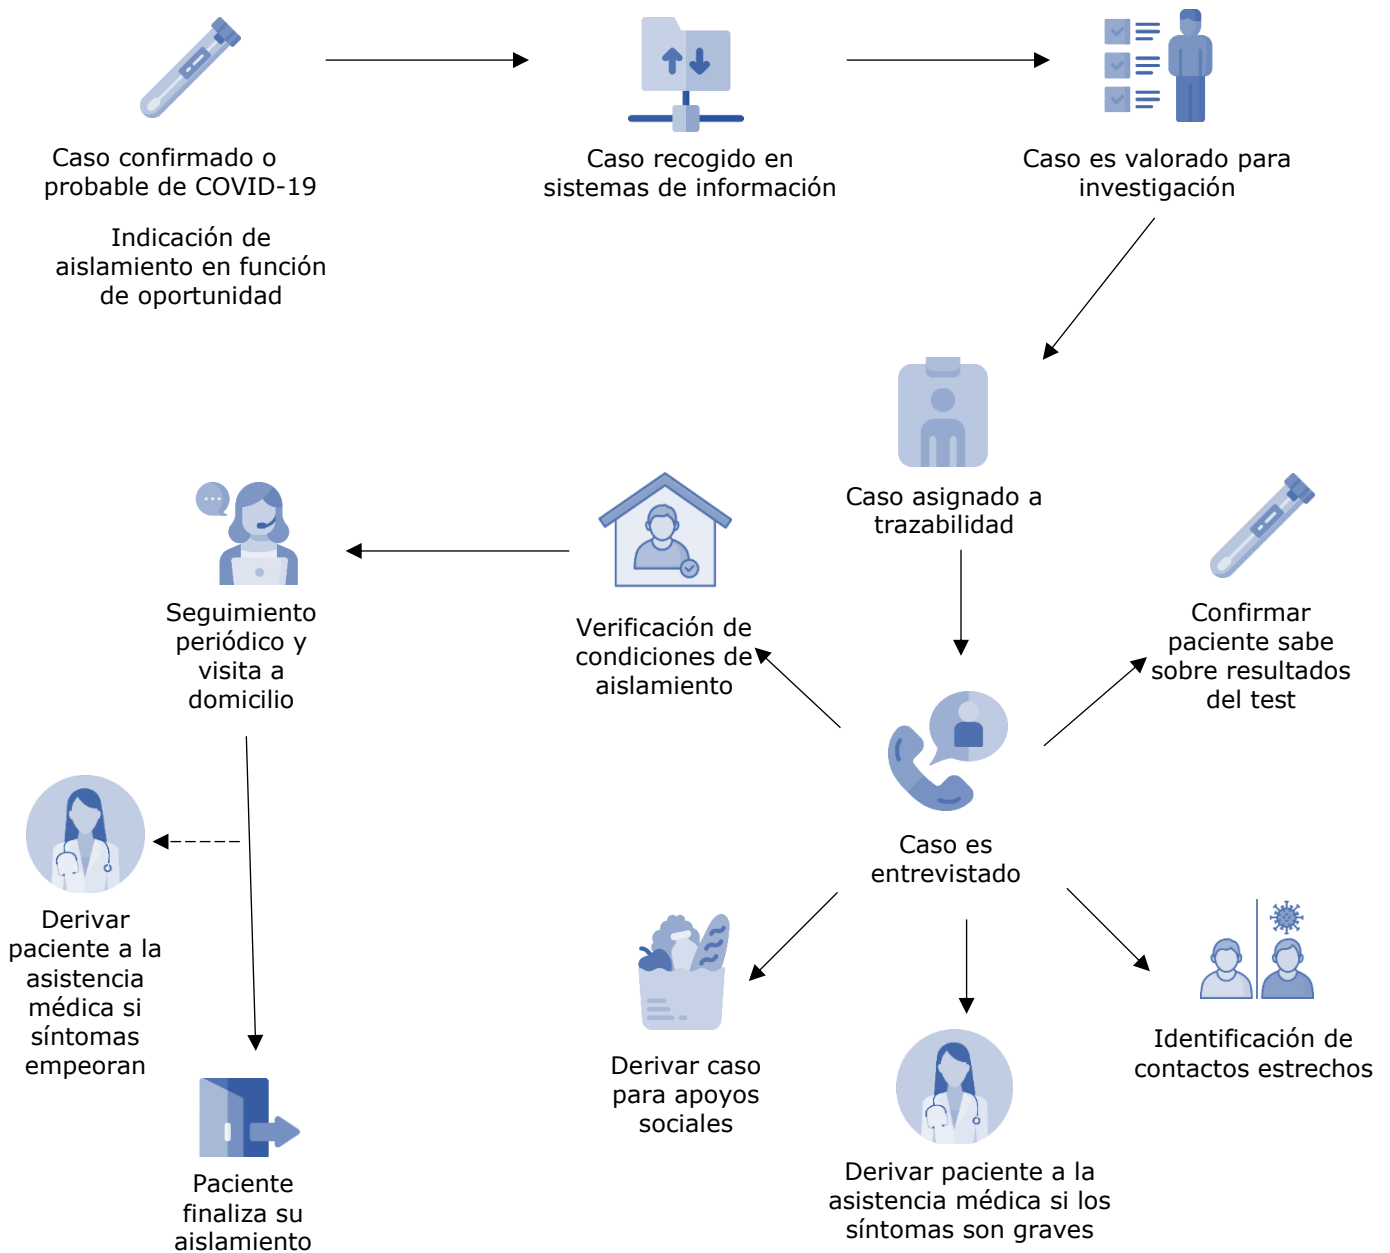 Caso confirmado o
probable de COVID-19
Indicación de
aislamiento en función
de oportunidad
Caso recogido en
sistemas de información
Caso es valorado para
investigación
Caso asignado a
trazabilidad
Caso es
entrevistado
Confirmar
paciente sabe
sobre resultados
del test
Identificación de
contactos estrechos
Derivar paciente a la
asistencia médica si los
síntomas son graves
Derivar caso
para apoyos
sociales
Verificación de
condiciones de
aislamiento
Seguimiento
periódico y
visita a
domicilio
Derivar
paciente a la
asistencia
médica si
síntomas
empeoran
Paciente
finaliza su
aislamiento